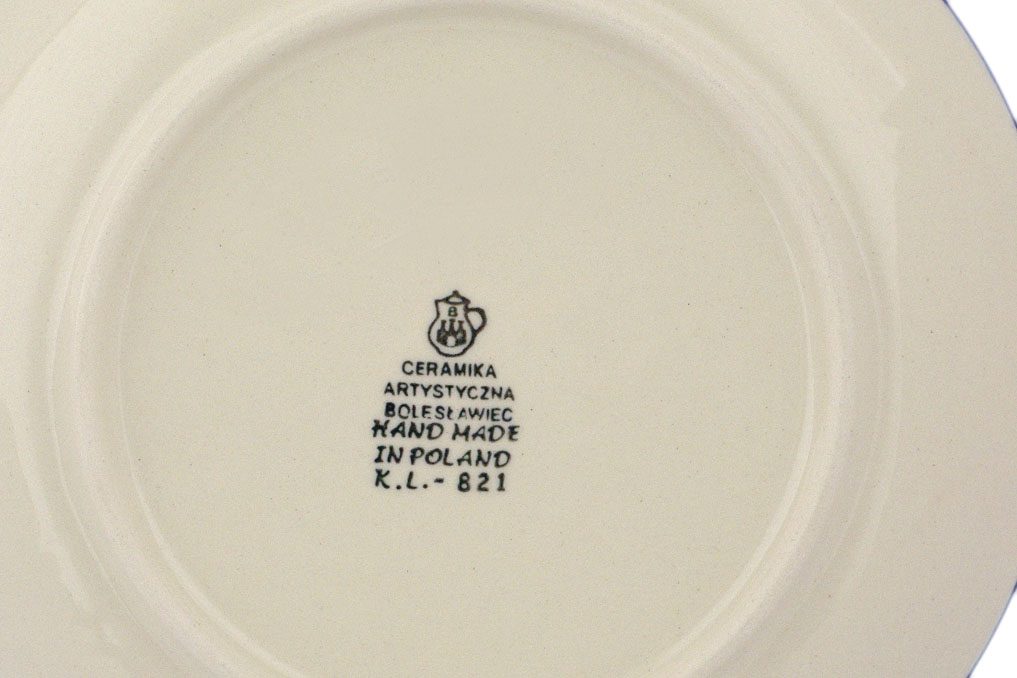 B
CERAMIKA
ARTYSTYCZNA
BOLESŁAWIEC
HAND MADE
IN POLAND
K.L.- 821